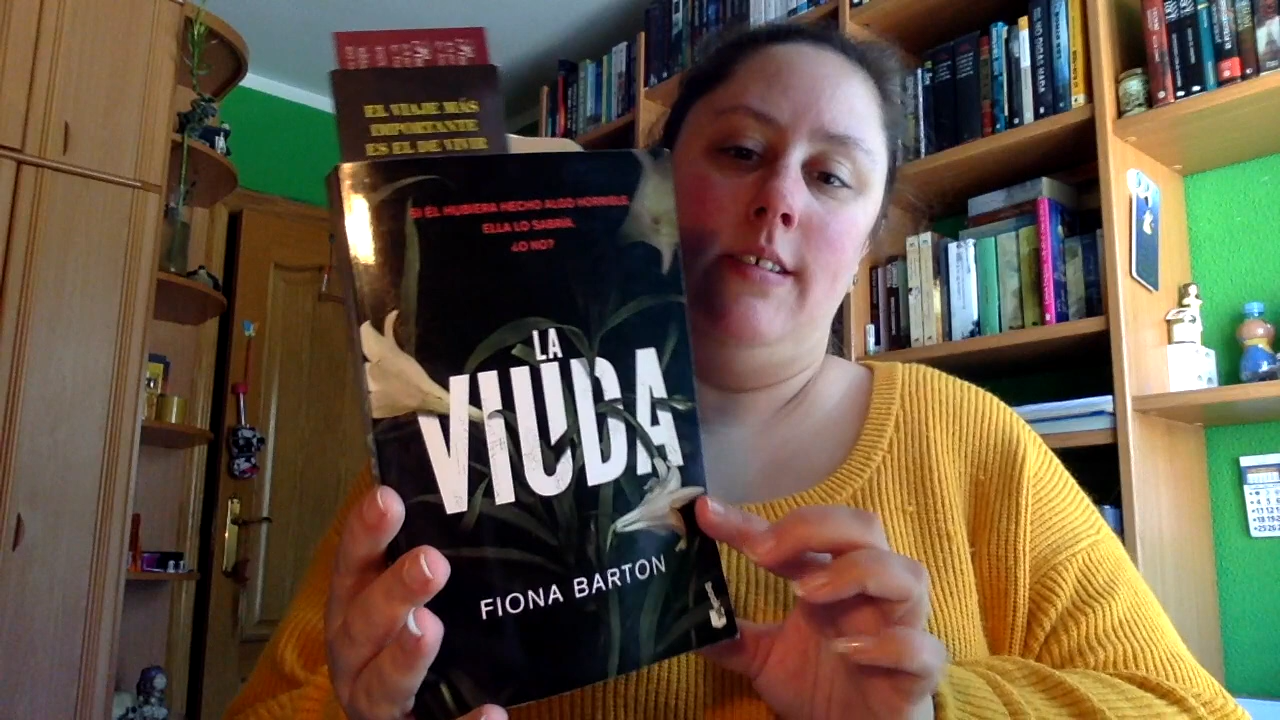 EL VIAJE MÁS
IMPORTANTE
ES EL DE VIVIR
SI ÉL HUBIERA HECHO ALGO HORRIBLE
ELLA LO SABRÍA.
¿O NO?
LA
VIUDA
FIONA BARTON